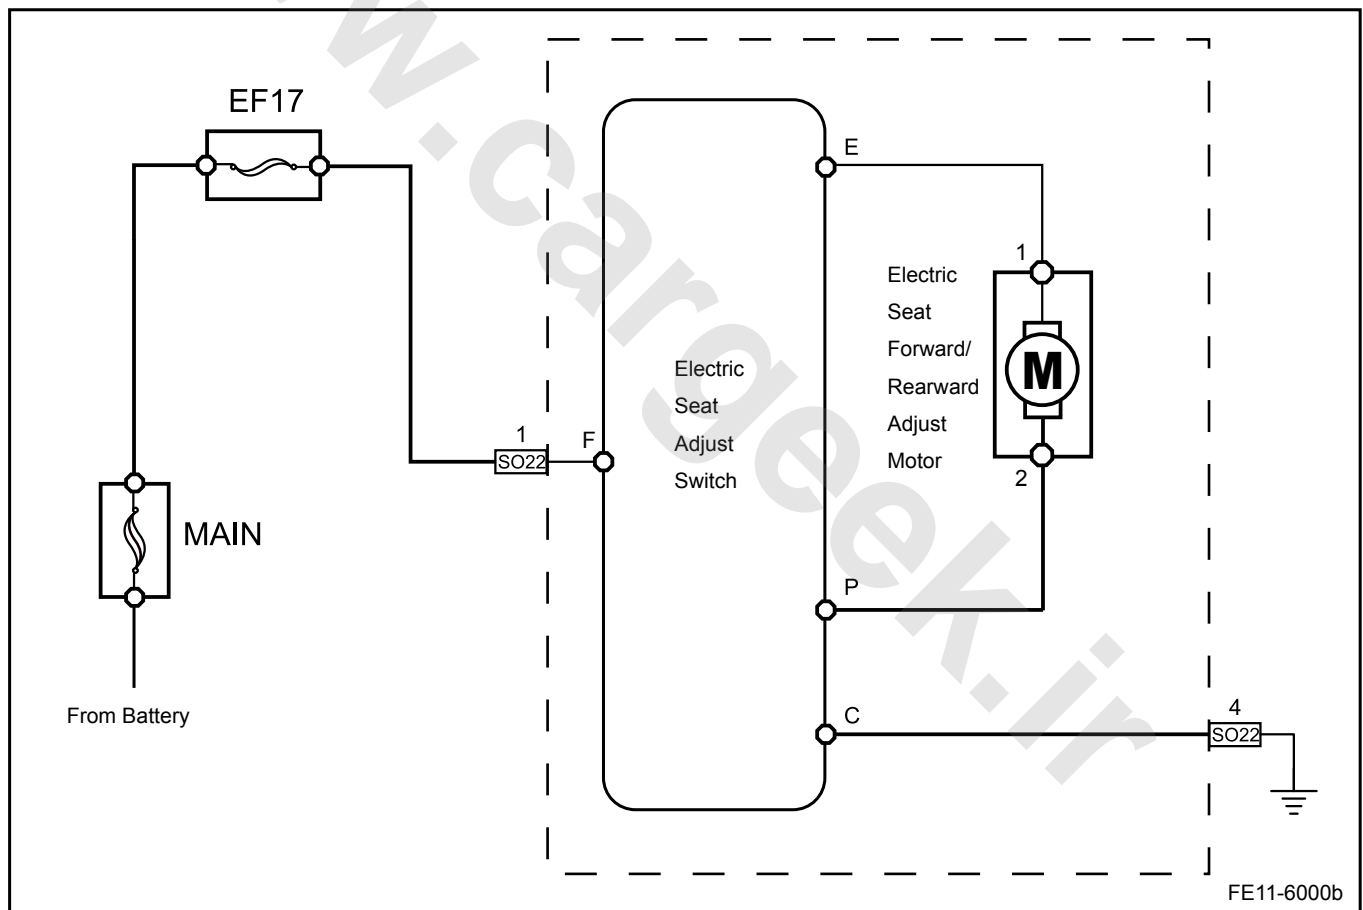 EF17
E
1
Electric
Seat
Forward/
Rearward
Adjust
Motor
M
2
Electric
Seat
Adjust
Switch
1
SO22
F
MAIN
P
From Battery
C
4
SO22
FE11-6000b
w.cargeek.ir